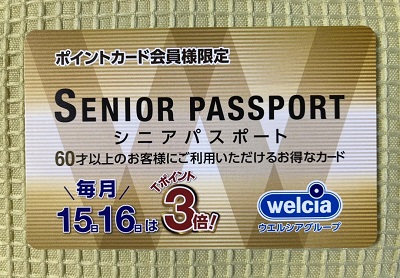 ポイントカード会員様限定
SENIOR PASSPORT
シニアパスポート
60才以上のお客様にご利用いただけるお得なカード
毎月
15日16日は
Tポイント
3倍!
welcia
ウエルシアグループ